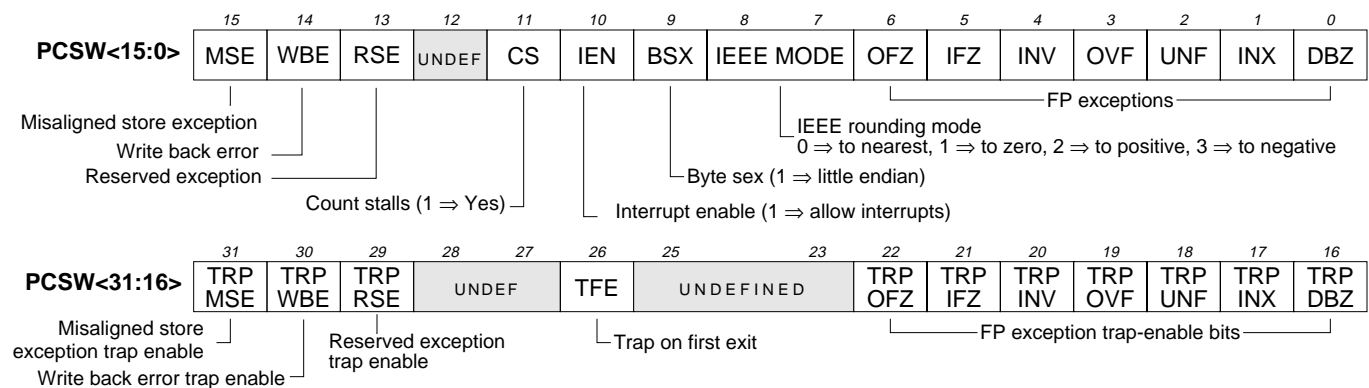 15 14 13 12 11 10 9 8 7 6 5 4 3 2 1 0
PCSW<15:0> MSE WBE RSE UNDEF CS IEN BSX IEEE MODE OFZ IFZ INV OVF UNF INX DBZ
FP exceptions
Misaligned store exception
IEEE rounding mode
Write back error
0 ⇒ to nearest, 1 ⇒ to zero, 2 ⇒ to positive, 3 ⇒ to negative
Reserved exception
Byte sex (1 ⇒ little endian)
Count stalls (1 ⇒ Yes)
Interrupt enable (1 ⇒ allow interrupts)
31 30 29 28 27 26 25 23 22 21 20 19 18 17 16
PCSW<31:16> TRP MSE TRP WBE TRP RSE UNDEF TFE UNDEFINED TRP OFZ TRP IFZ TRP INV TRP OVF TRP UNF TRP INX TRP DBZ
Misaligned store
exception trap enable
Reserved exception
trap enable
Trap on first exit
FP exception trap-enable bits
Write back error trap enable